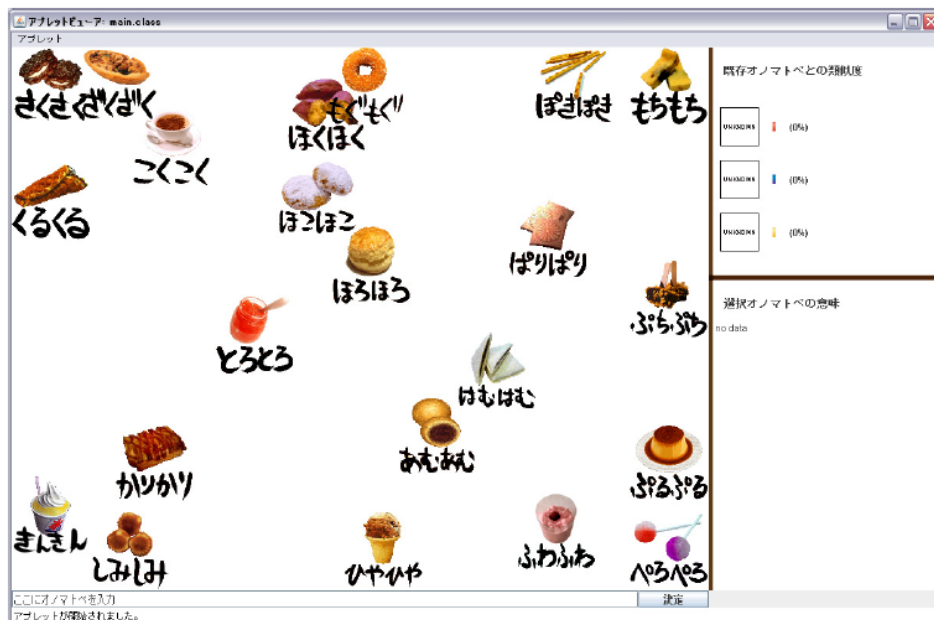 アプレットビューア: main.class
アプレット
さくさく
ざくざく
もぐもぐ
ほくほく
ぽきぽき
もちもち
こくこく
くるくる
ほこほこ
ほろほろ
ぱりぱり
ぷちぷち
とろとろ
はむはむ
あむあむ
かりかり
ぷるぷる
きんきん
しみしみ
ひやひや
ふわふわ
ぺろぺろ
既存オノマトペとの類似度
UNKNOWN
(0%)
UNKNOWN
(0%)
UNKNOWN
(0%)
選択オノマトペの意味
no data
ここにオノマトペを入力
決定
アプレットが開始されました。